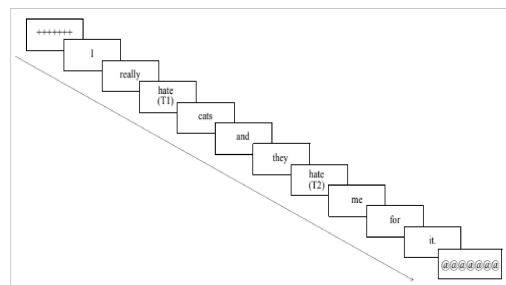 +++++++
I
really
hate
(T1)
cats
and
they
hate
(T2)
me
for
it.
@@@@@@@